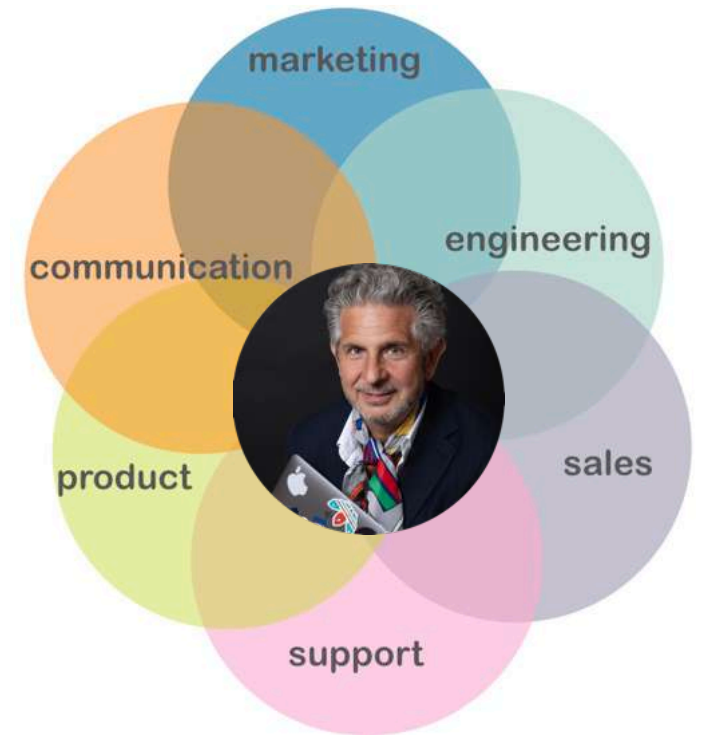 marketing
engineering
communication
sales
product
support